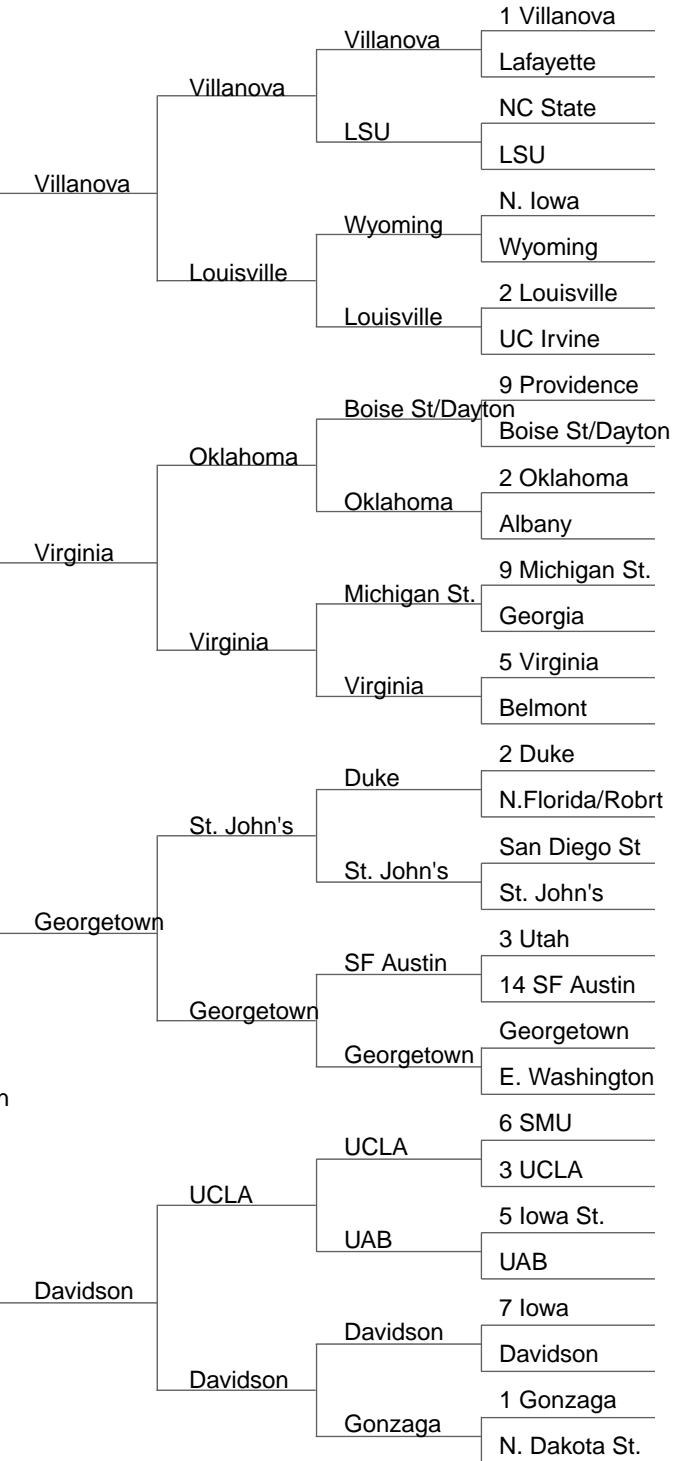 1 Villanova
Villanova
Lafayette
Villanova
NC State
LSU
LSU
Villanova
N. Iowa
Wyoming
Wyoming
Louisville
2 Louisville
Louisville
UC Irvine
9 Providence
Boise St/Dayton
Boise St/Dayton
Oklahoma
2 Oklahoma
Oklahoma
Albany
Virginia
9 Michigan St.
Michigan St.
Georgia
Virginia
5 Virginia
Virginia
Belmont
2 Duke
Duke
N.Florida/Robrt
St. John's
San Diego St
St. John's
St. John's
Georgetown
3 Utah
SF Austin
14 SF Austin
Georgetown
Georgetown
Georgetown
E. Washington
n
6 SMU
UCLA
3 UCLA
UCLA
5 Iowa St.
UAB
UAB
Davidson
7 Iowa
Davidson
Davidson
Davidson
1 Gonzaga
Gonzaga
N. Dakota St.